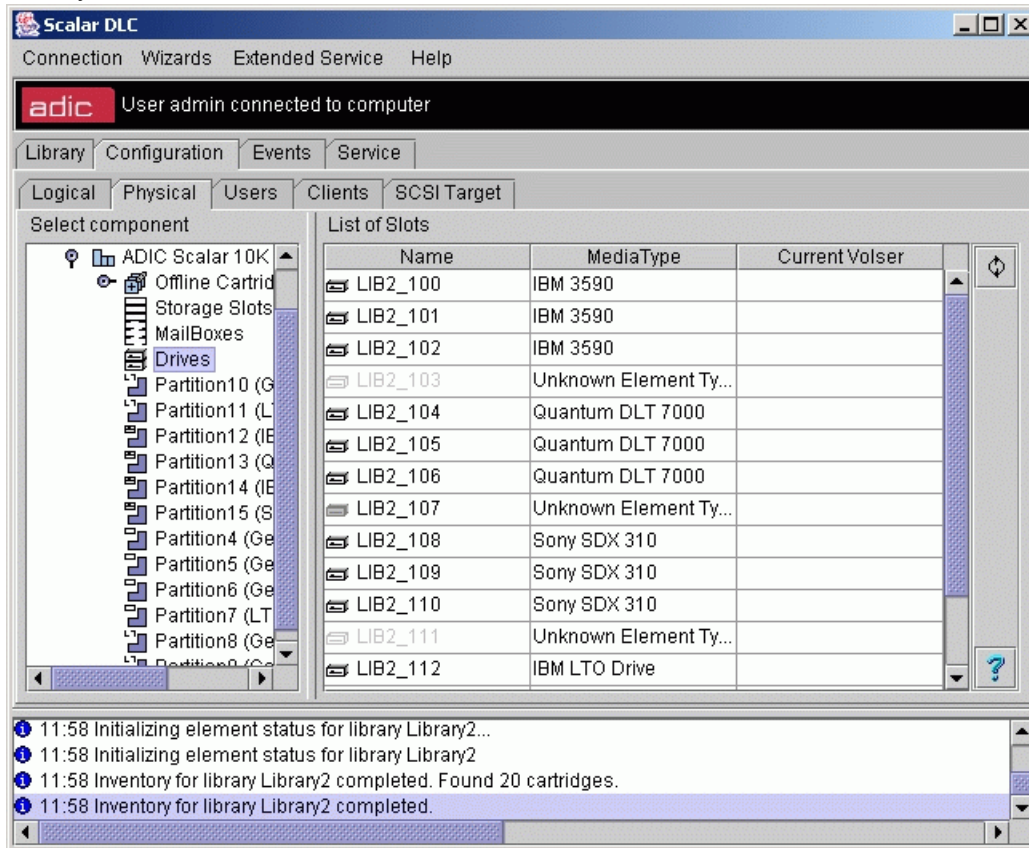 Scalar DLC
Connection Wizards Extended Service Help
adic User admin connected to computer
Library Configuration Events Service
Logical Physical Users Clients SCSI Target
Select component
ADIC Scalar 10K
Offline Cartrid
Storage Slots
MailBoxes
Drives
Partition10 (G
Partition11 (L
Partition12 (IE
Partition13 (Q
Partition14 (IE
Partition15 (S
Partition4 (Ge
Partition5 (Ge
Partition6 (Ge
Partition7 (LT
Partition8 (Ge
List of Slots
Name MediaType Current Volser
LIB2_100 IBM 3590
LIB2_101 IBM 3590
LIB2_102 IBM 3590
LIB2_103 Unknown Element Ty...
LIB2_104 Quantum DLT 7000
LIB2_105 Quantum DLT 7000
LIB2_106 Quantum DLT 7000
LIB2_107 Unknown Element Ty...
LIB2_108 Sony SDX 310
LIB2_109 Sony SDX 310
LIB2_110 Sony SDX 310
LIB2_111 Unknown Element Ty...
LIB2_112 IBM LTO Drive
11:58 Initializing element status for library Library2...
11:58 Initializing element status for library Library2
11:58 Inventory for library Library2 completed. Found 20 cartridges.
11:58 Inventory for library Library2 completed.